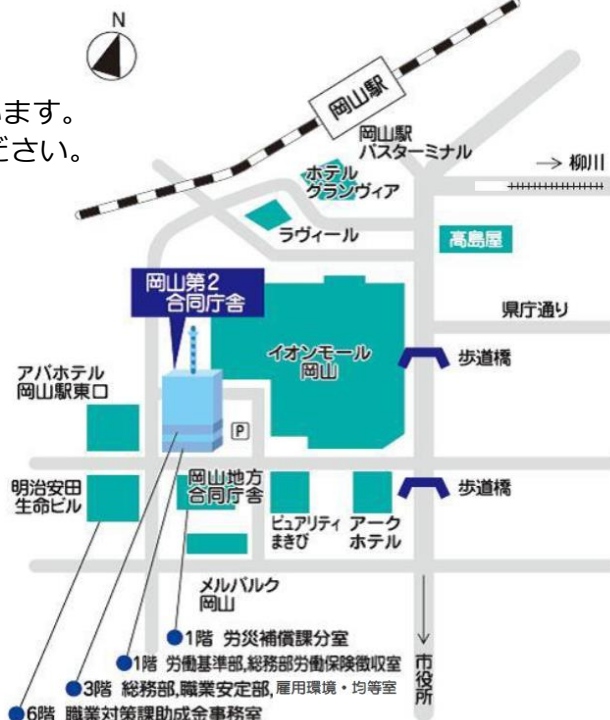 N
います。
ださい。
岡山駅
岡山駅
バスターミナル
→ 柳川
ホテル
グランヴィア
ラヴィール
高島屋
岡山第2
合同庁舎
県庁通り
イオンモール
岡山
歩道橋
アパホテル
岡山駅東口
P
明治安田
生命ビル
岡山地方
合同庁舎
歩道橋
ピュアリティ
まきび
アーク
ホテル
メルパルク
岡山
●1階 労災補償課分室
●1階 労働基準部,総務部労働保険徴収室
●3階 総務部,職業安定部,雇用環境・均等室
●6階 職業対策課助成金事務室
市役所